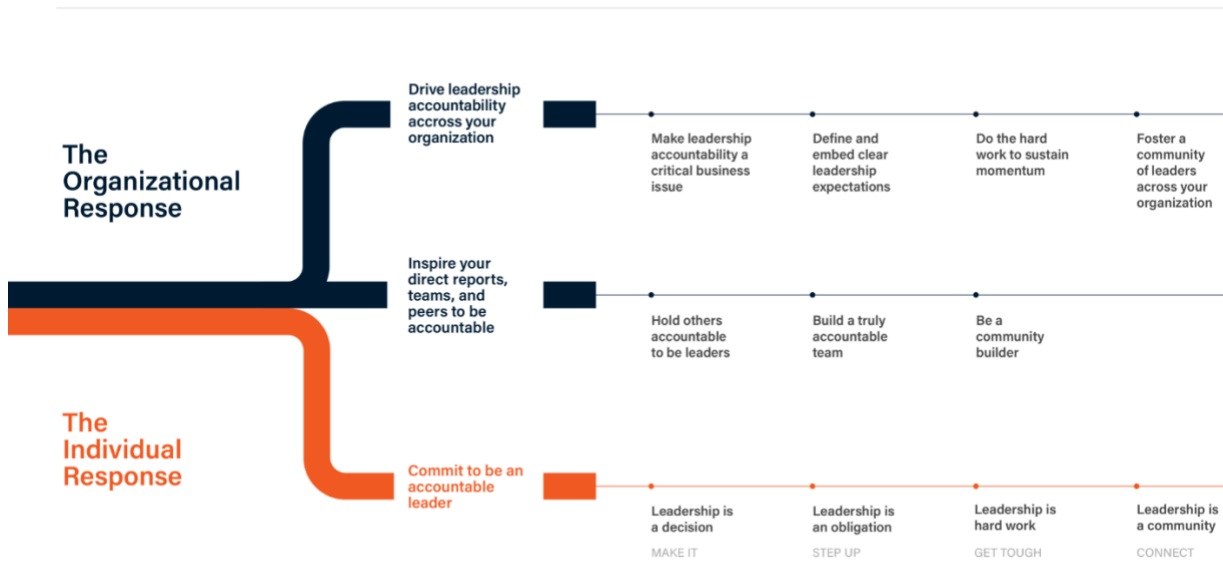 The
Organizational
Response
Drive leadership
accountability
accross your
organization
Make leadership
accountability a
critical business
issue
Define and
embed clear
leadership
expectations
Do the hard
work to sustain
momentum
Foster a
community
of leaders
across your
organization
Inspire your
direct reports,
teams, and
peers to be
accountable
Hold others
accountable
to be leaders
Build a truly
accountable
team
Be a
community
builder
The
Individual
Response
Commit to be an
accountable
leader
Leadership is
a decision
MAKE IT
Leadership is
an obligation
STEP UP
Leadership is
hard work
GET TOUGH
Leadership is
a community
CONNECT